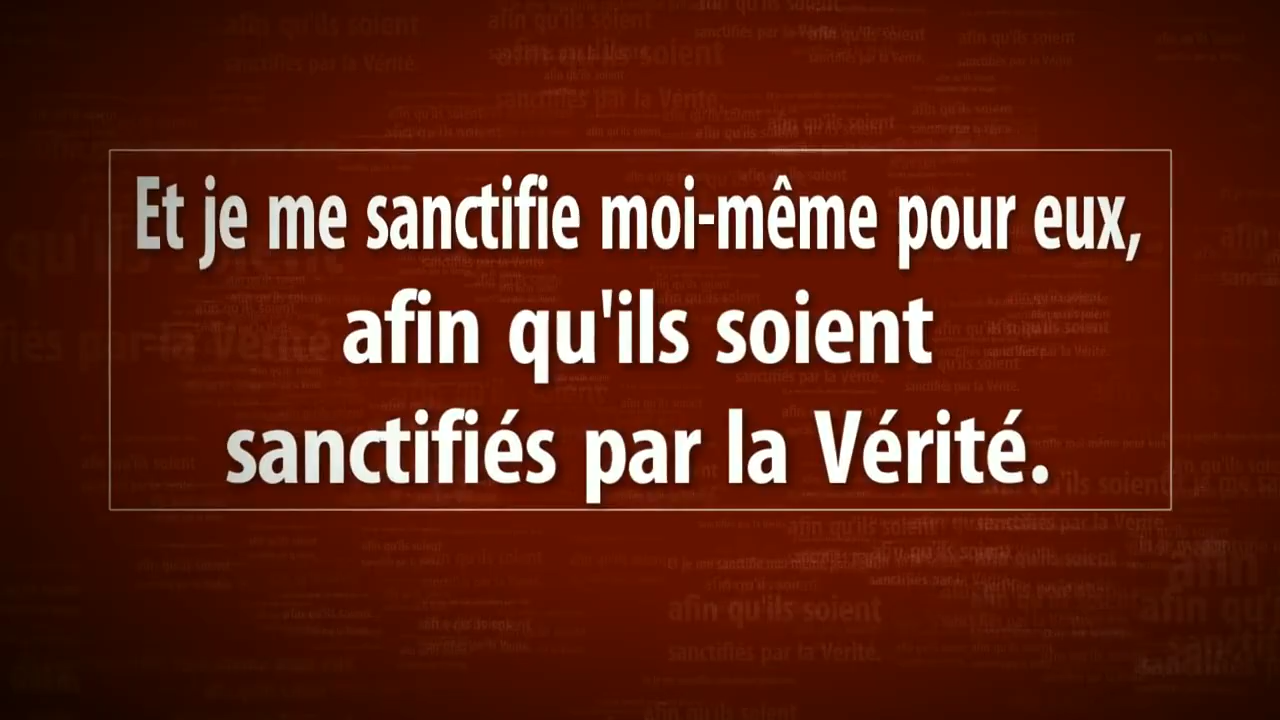 Et je me sanctifie moi-même pour eux,
afin qu'ils soient
sanctifiés par la Vérité.